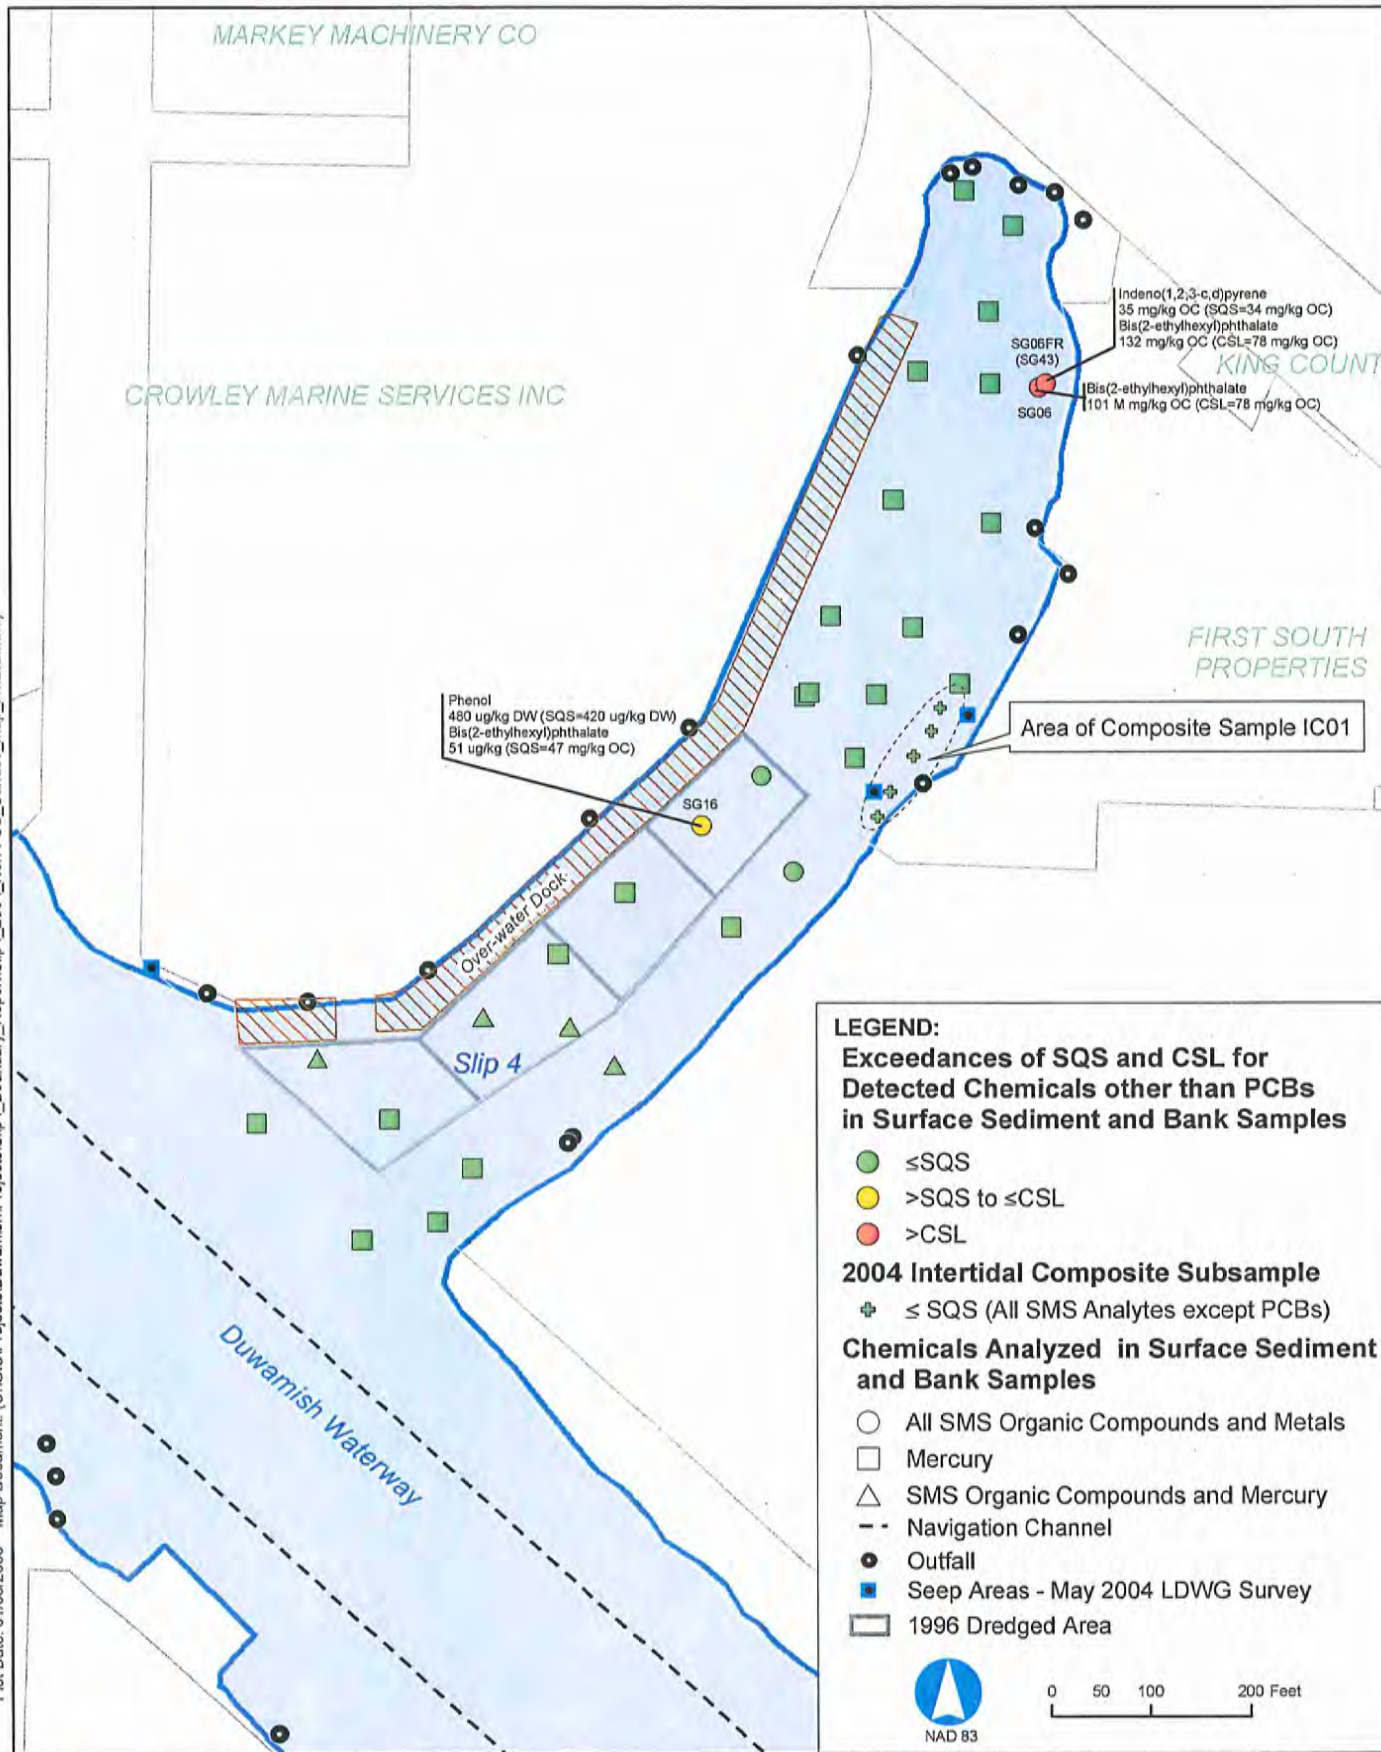 MARKEY MACHINERY CO
Indeno(1,2,3-c,d)pyrene
35 mg/kg OC (SQS=34 mg/kg OC)
Bis(2-ethylhexyl)phthalate
132 mg/kg OC (CSL=78 mg/kg OC)
SG06FR
(SG43)
KING COUNT
CROWLEY MARINE SERVICES INC
Bis(2-ethylhexyl)phthalate
101 M mg/kg OC (CSL=78 mg/kg OC)
SG06
FIRST SOUTH
PROPERTIES
Phenol
480 ug/kg DW (SQS=420 ug/kg DW)
Bis(2-ethylhexyl)phthalate
51 ug/kg (SQS=47 mg/kg OC)
Area of Composite Sample IC01
SG16
Over-water Dock
Slip 4
Duwamish Waterway
LEGEND:
Exceedances of SQS and CSL for
Detected Chemicals other than PCBs
in Surface Sediment and Bank Samples
≤SQS
>SQS to ≤CSL
>CSL
2004 Intertidal Composite Subsample
≤ SQS (All SMS Analytes except PCBs)
Chemicals Analyzed in Surface Sediment
and Bank Samples
All SMS Organic Compounds and Metals
Mercury
SMS Organic Compounds and Mercury
Navigation Channel
Outfall
Seep Areas - May 2004 LDWG Survey
1996 Dredged Area
NAD 83
0 50 100 200 Feet